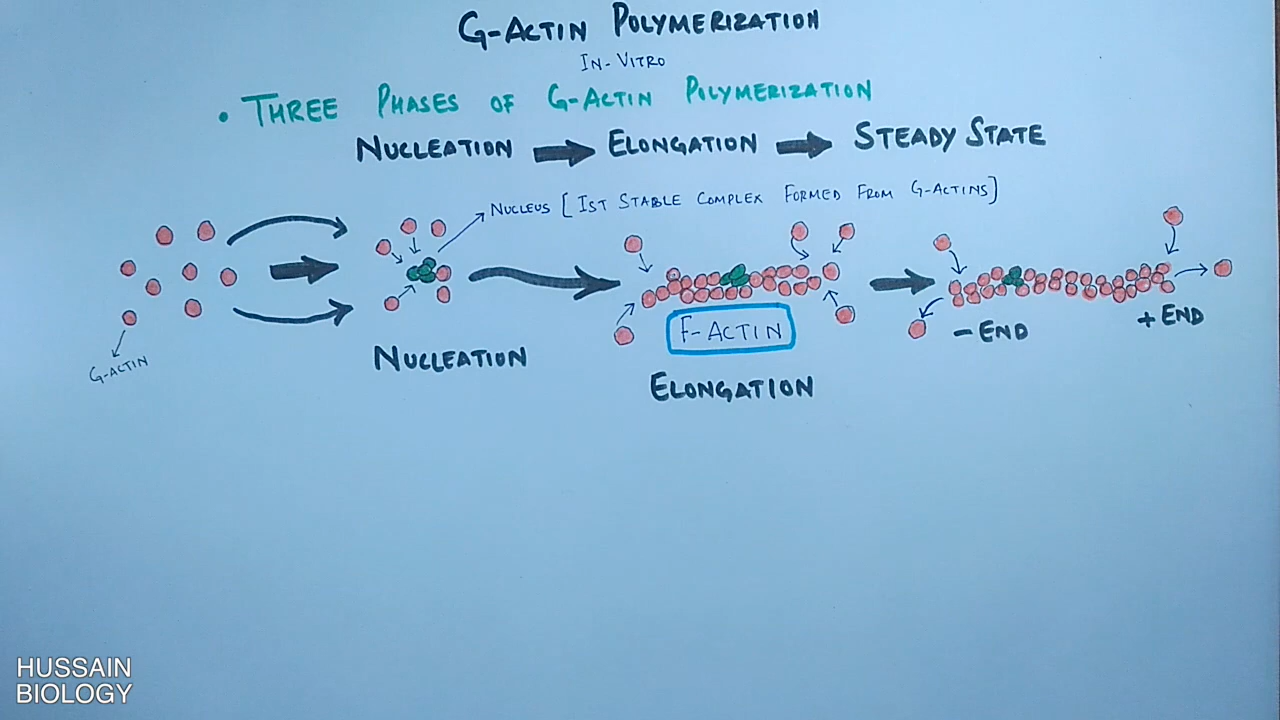 G-ACTIN POLYMERIZATION
IN-VITRO
• THREE PHASES OF G-ACTIN POLYMERIZATION
NUCLEATION → ELONGATION → STEADY STATE
NUCLEUS [IST STABLE COMPLEX FORMED FROM G-ACTINS]
G-ACTIN
NUCLEATION
F-ACTIN
ELONGATION
- END
+ END
HUSSAIN
BIOLOGY